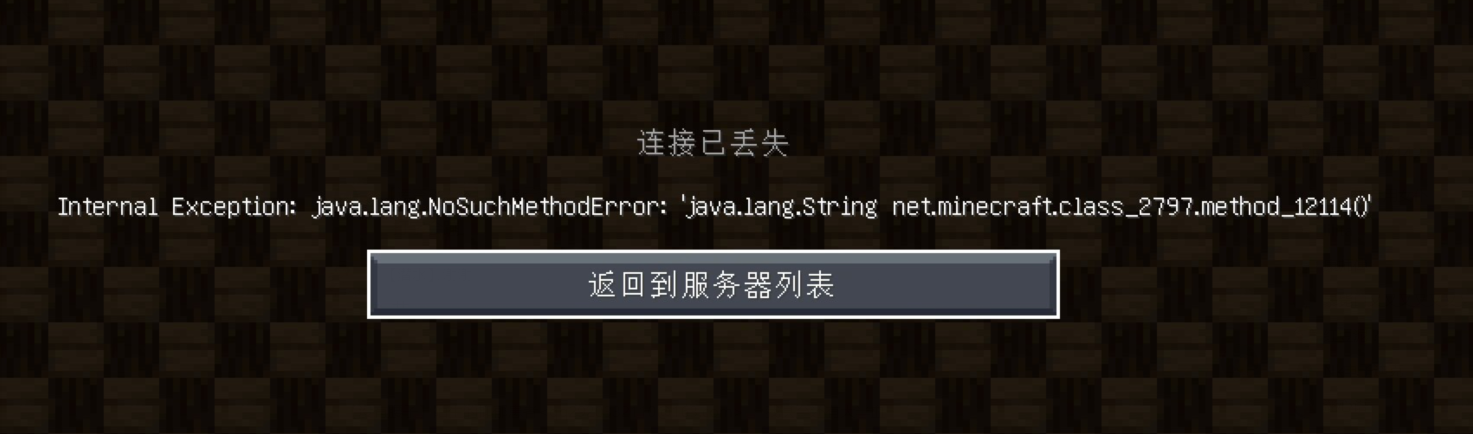 连接已丢失
Internal Exception: java.lang.NoSuchMethodError: 'java.lang.String net.minecraft.class_2797.method_12114()'
返回到服务器列表